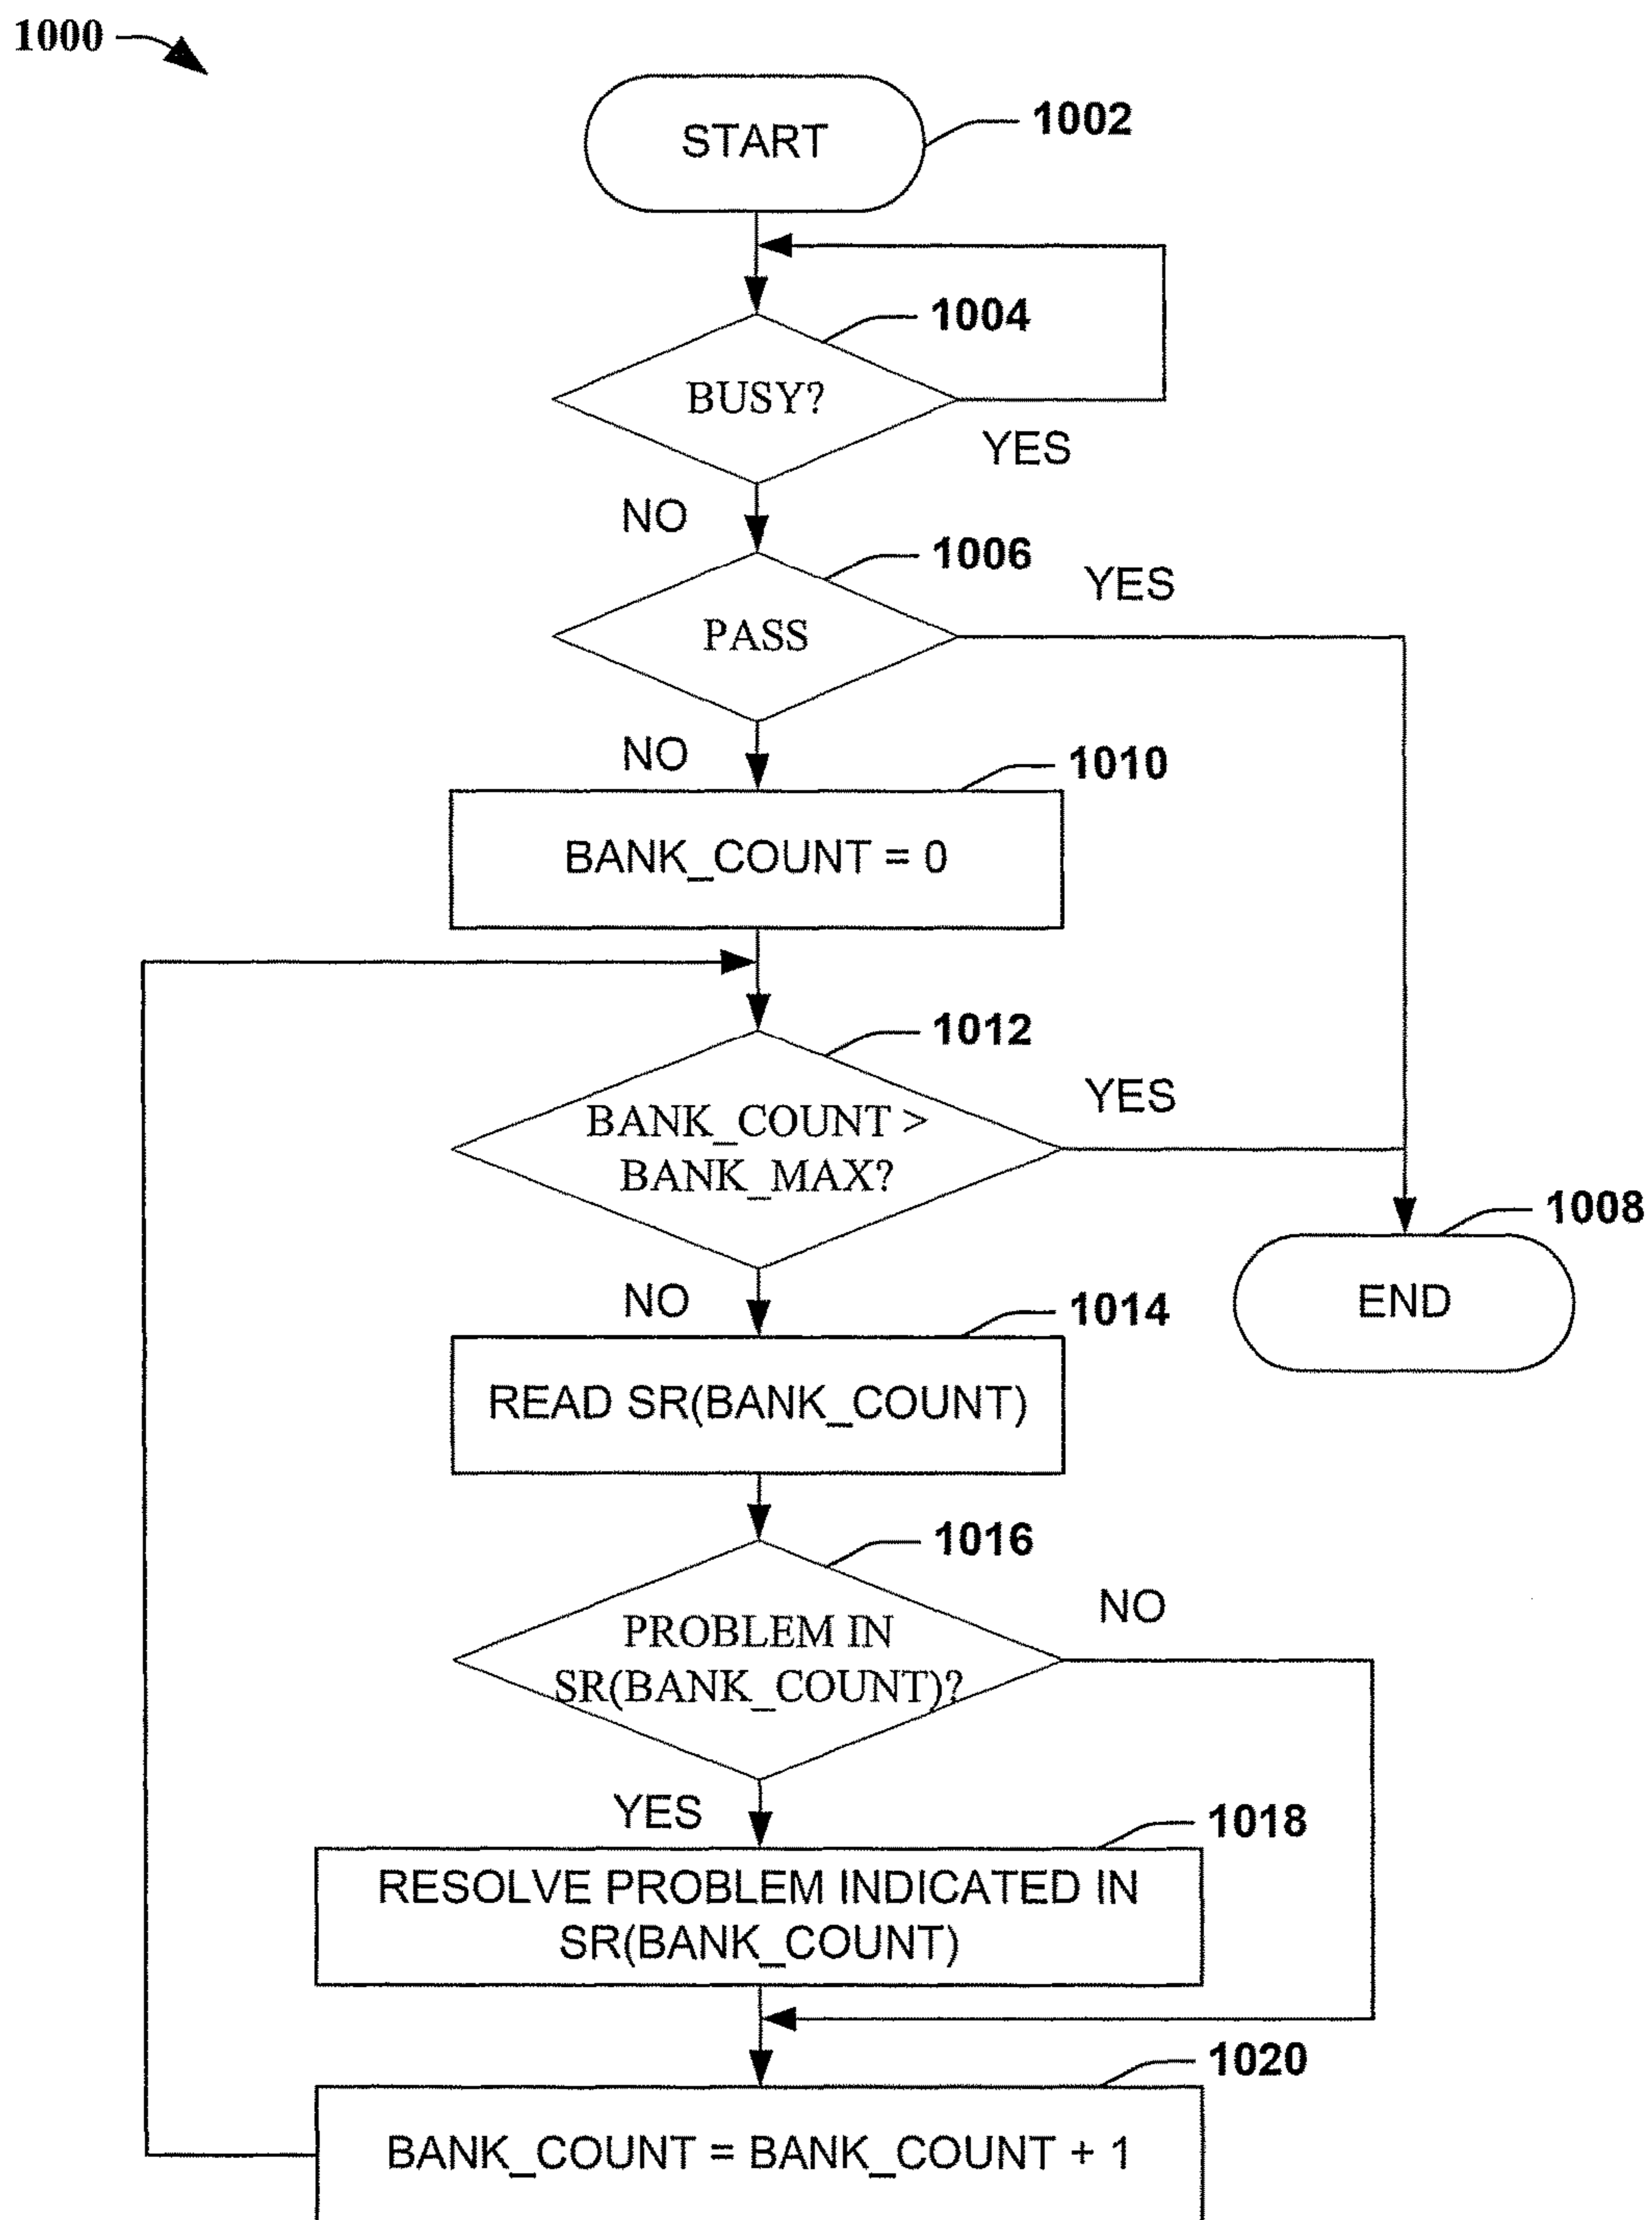 1000
START
1002
1004
BUSY?
YES
NO
1006
YES
PASS
NO
1010
BANK_COUNT = 0
1012
YES
BANK_COUNT >
BANK_MAX?
1008
NO
END
1014
READ SR(BANK_COUNT)
1016
NO
PROBLEM IN
SR(BANK_COUNT)?
YES
1018
RESOLVE PROBLEM INDICATED IN
SR(BANK_COUNT)
1020
BANK_COUNT = BANK_COUNT + 1